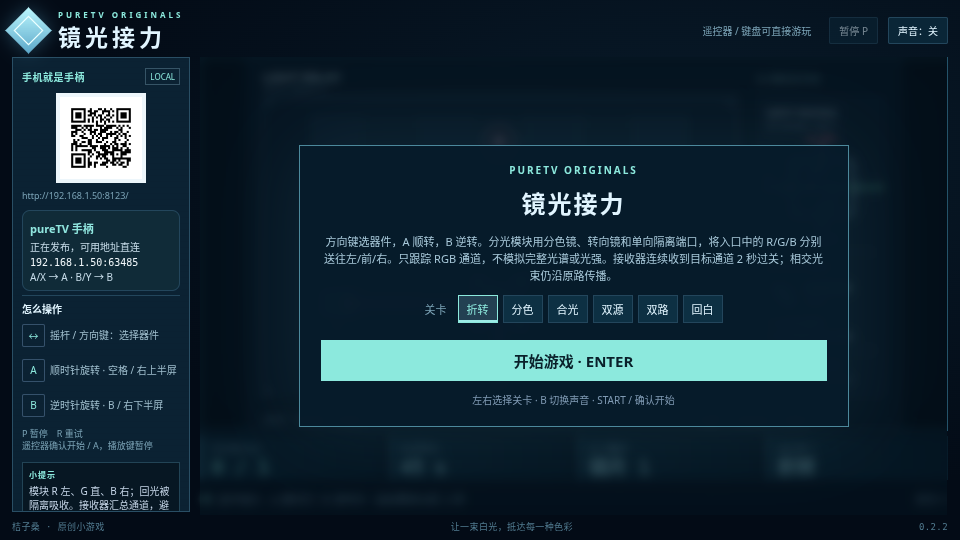 PURETV ORIGINALS
镜光接力
遥控器 / 键盘可直接游玩
暂停 P
声音：关
手机就是手柄
LOCAL
http://192.168.1.50:8123/
pureTV 手柄
正在发布，可用地址直连
192.168.1.50:63485
A/X → A · B/Y → B
怎么操作
↔ 摇杆 / 方向键：选择器件
A 顺时针旋转 · 空格 / 右上半屏
B 逆时针旋转 · B / 右下半屏
P 暂停 R 重试
遥控器确认开始 / A，播放键暂停
小提示
模块 R 左、G 直、B 右；回光被
隔离吸收。接收器汇总通道，避
PURETV ORIGINALS
镜光接力
方向键选器件，A 顺转，B 逆转。分光模块用分色镜、转向镜和单向隔离端口，将入口中的 R/G/B 分别
送往左/前/右。只跟踪 RGB 通道，不模拟完整光谱或光强。接收器连续收到目标通道 2 秒过关；相交光
束仍沿原路传播。
关卡 折转 分色 合光 双源 双路 回白
开始游戏 · ENTER
左右选择关卡 · B 切换声音 · START / 确认开始
桔子桑 · 原创小游戏
让一束白光，抵达每一种色彩
0.2.2